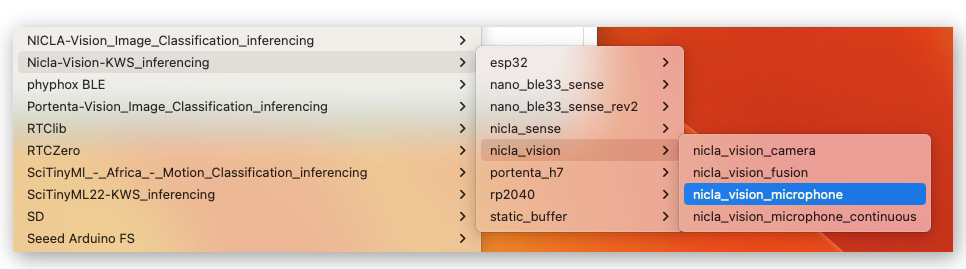 NICLA-Vision_Image_Classification_inferencing
Nicla-Vision-KWS_inferencing
phyphox BLE
Portenta-Vision_Image_Classification_inferencing
RTClib
RTCZero
SciTinyMl_-_Africa_-_Motion_Classification_inferencing
SciTinyML22-KWS_inferencing
SD
Seeed Arduino FS
esp32
nano_ble33_sense
nano_ble33_sense_rev2
nicla_sense
nicla_vision
portenta_h7
rp2040
static_buffer
nicla_vision_camera
nicla_vision_fusion
nicla_vision_microphone
nicla_vision_microphone_continuous